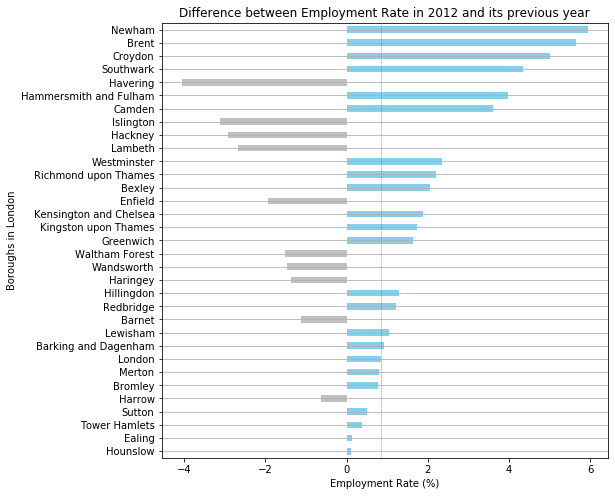 Difference between Employment Rate in 2012 and its previous year
Boroughs in London
Newham
Brent
Croydon
Southwark
Havering
Hammersmith and Fulham
Camden
Islington
Hackney
Lambeth
Westminster
Richmond upon Thames
Bexley
Enfield
Kensington and Chelsea
Kingston upon Thames
Greenwich
Waltham Forest
Wandsworth
Haringey
Hillingdon
Redbridge
Barnet
Lewisham
Barking and Dagenham
London
Merton
Bromley
Harrow
Sutton
Tower Hamlets
Ealing
Hounslow
−4 −2 0 2 4 6
Employment Rate (%)